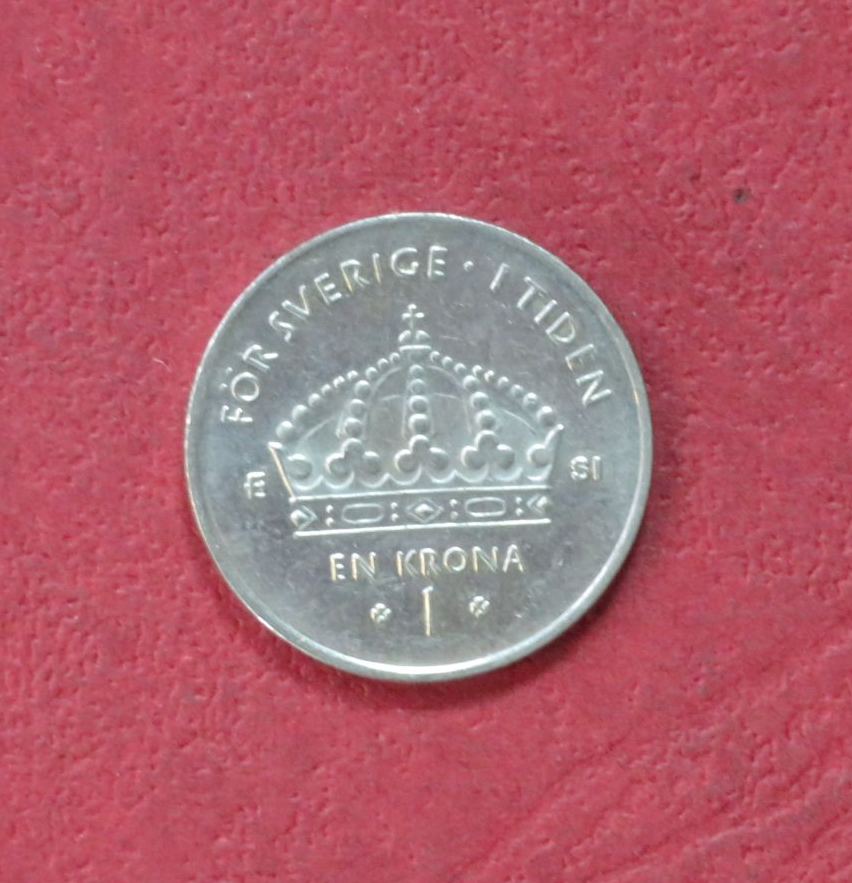 FÖR SVERIGE · I TIDEN
SI
EN KRONA
1